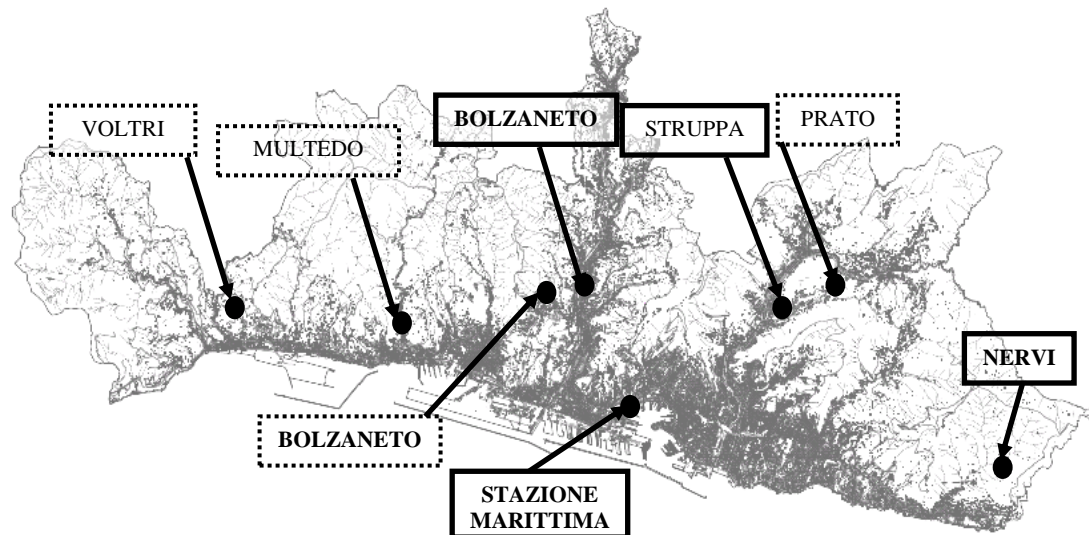 BOLZANETO
VOLTRI
STRUPPA
PRATO
MULTEDO
NERVI
BOLZANETO
STAZIONE
MARITTIMA